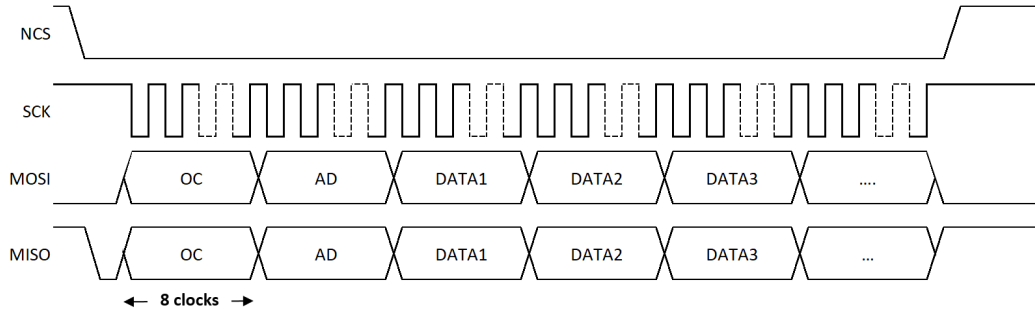 NCS
SCK
MOSI OC AD DATA1 DATA2 DATA3 ....
MISO OC AD DATA1 DATA2 DATA3 ...
8 clocks